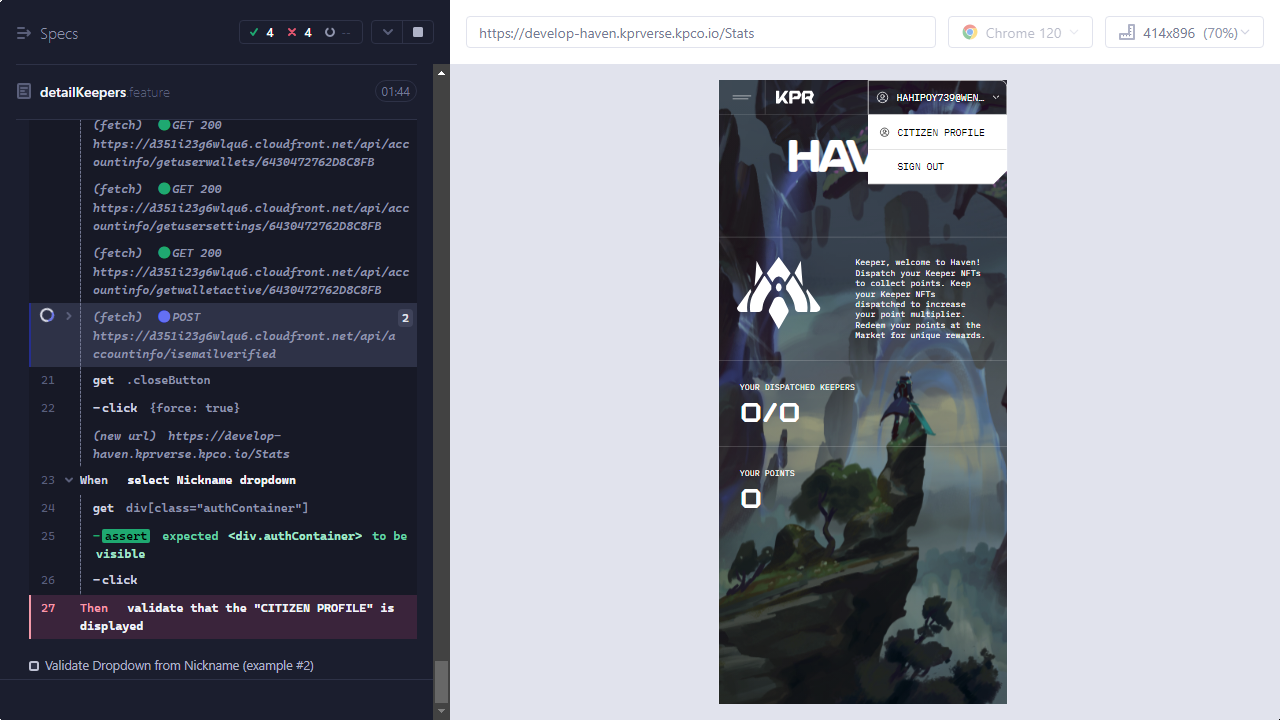 Specs
4 4 --
https://develop-haven.kprverse.kpco.io/Stats
Chrome 120
414x896 (70%)
detailKeepers.feature
01:44
(fetch) GET 200
https://d351i23g6wlqu6.cloudfront.net/api/acc
ountinfo/getuserwallets/6430472762D8C8FB
(fetch) GET 200
https://d351i23g6wlqu6.cloudfront.net/api/acc
ountinfo/getusersettings/6430472762D8C8FB
(fetch) GET 200
https://d351i23g6wlqu6.cloudfront.net/api/acc
ountinfo/getwalletactive/6430472762D8C8FB
(fetch) POST 2
https://d351i23g6wlqu6.cloudfront.net/api/a
ccountinfo/isemailverified
21 get .closeButton
22 -click {force: true}
(new url) https://develop-
haven.kprverse.kpco.io/Stats
23 When select Nickname dropdown
24 get div[class="authContainer"]
25 -assert expected <div.authContainer> to be
visible
26 -click
27 Then validate that the "CITIZEN PROFILE" is
displayed
Validate Dropdown from Nickname (example #2)
KPR
HAHIPOY739@WEN…
CITIZEN PROFILE
SIGN OUT
HAV
Keeper, welcome to Haven!
Dispatch your Keeper NFTs
to collect points. Keep
your Keeper NFTs
dispatched to increase
your point multiplier.
Redeem your points at the
Market for unique rewards.
YOUR DISPATCHED KEEPERS
0/0
YOUR POINTS
0